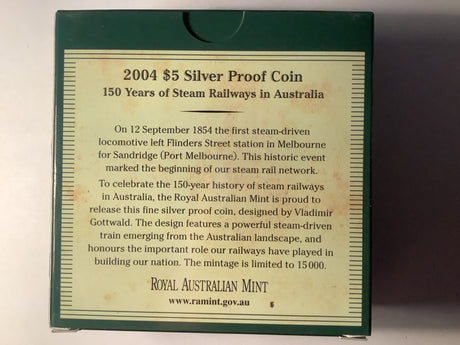 2004 $5 Silver Proof Coin
150 Years of Steam Railways in Australia
On 12 September 1854 the first steam-driven
locomotive left Flinders Street station in Melbourne
for Sandridge (Port Melbourne). This historic event
marked the beginning of our steam rail network.
To celebrate the 150-year history of steam railways
in Australia, the Royal Australian Mint is proud to
release this fine silver proof coin, designed by Vladimir
Gottwald. The design features a powerful steam-driven
train emerging from the Australian landscape, and
honours the important role our railways have played in
building our nation. The mintage is limited to 15 000.
ROYAL AUSTRALIAN MINT
www.ramint.gov.au